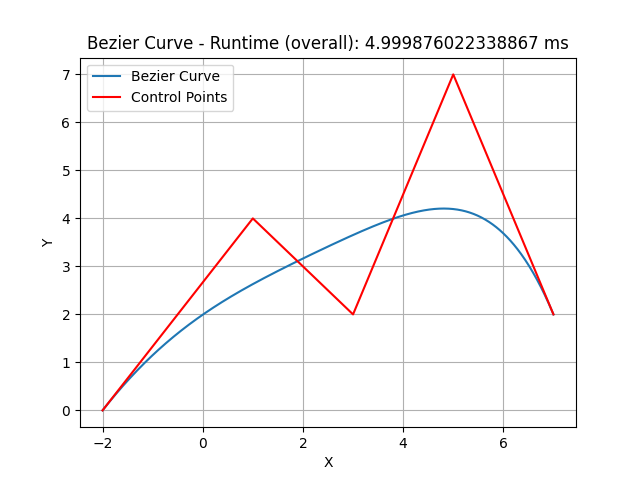 Bezier Curve - Runtime (overall): 4.999876022338867 ms
Bezier Curve
Control Points
7
6
5
4
3
2
1
0
Y
−2
0
2
4
6
X